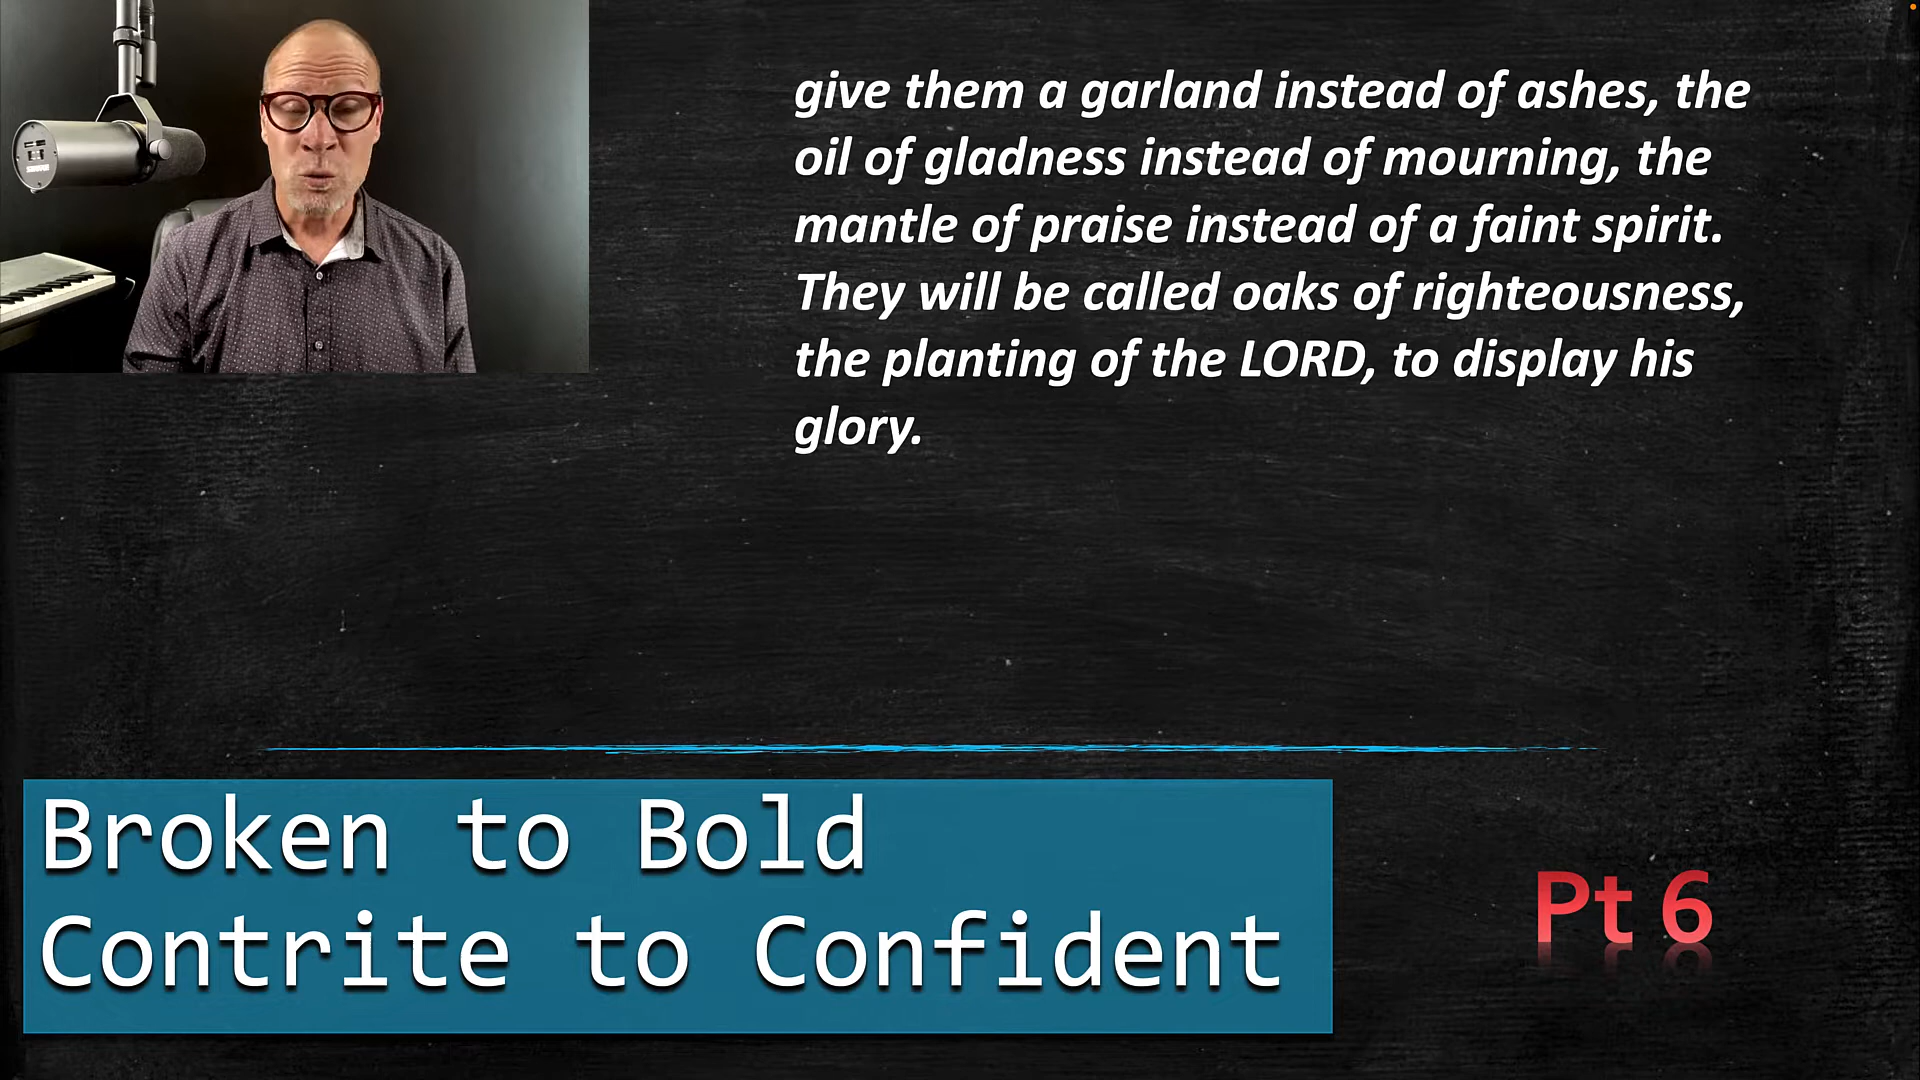 give them a garland instead of ashes, the
oil of gladness instead of mourning, the
mantle of praise instead of a faint spirit.
They will be called oaks of righteousness,
the planting of the LORD, to display his
glory.
Broken to Bold
Contrite to Confident
Pt 6